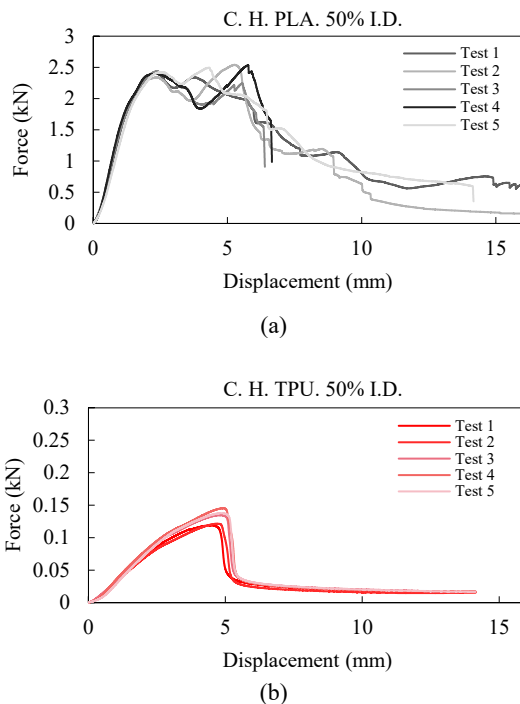 C. H. PLA. 50% I.D.
3
2.5
2
1.5
1
0.5
0
Force (kN)
Test 1
Test 2
Test 3
Test 4
Test 5
0 5 10 15
Displacement (mm)
(a)
C. H. TPU. 50% I.D.
0.3
0.25
0.2
0.15
0.1
0.05
0
Force (kN)
Test 1
Test 2
Test 3
Test 4
Test 5
0 5 10 15
Displacement (mm)
(b)